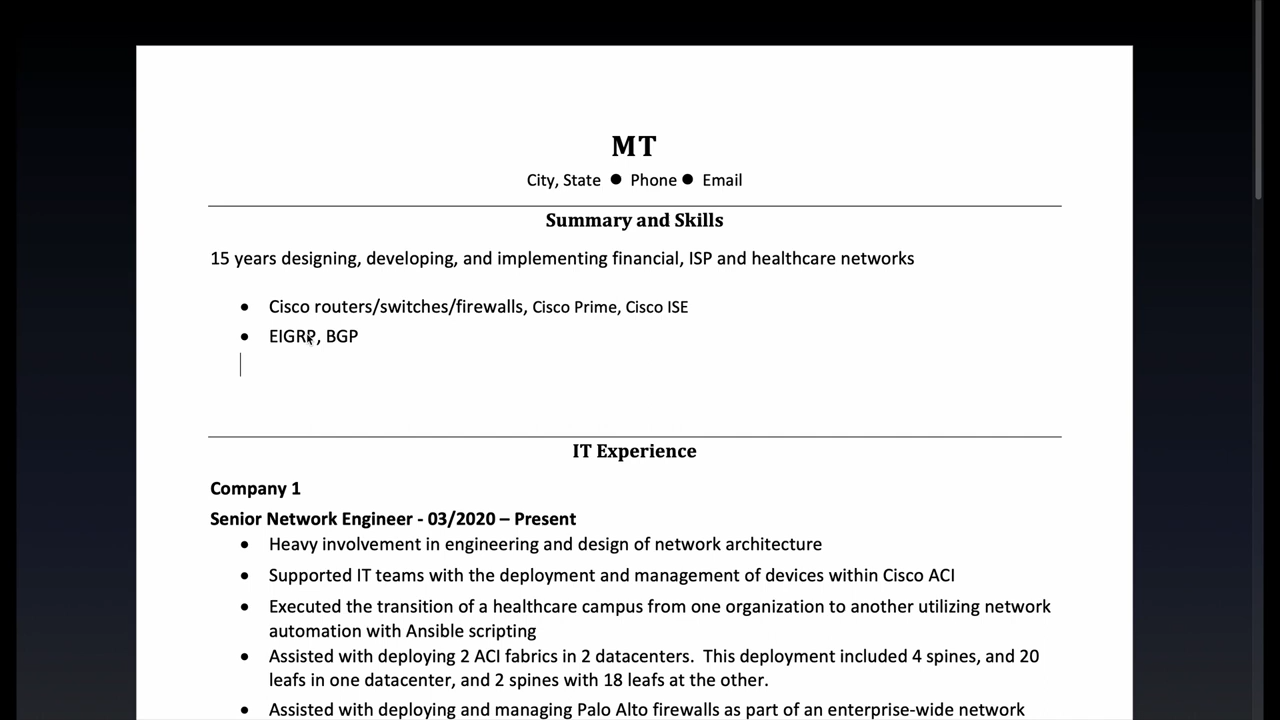 MT
City, State ● Phone ● Email
Summary and Skills
15 years designing, developing, and implementing financial, ISP and healthcare networks
• Cisco routers/switches/firewalls, Cisco Prime, Cisco ISE
• EIGRP, BGP
IT Experience
Company 1
Senior Network Engineer - 03/2020 – Present
• Heavy involvement in engineering and design of network architecture
• Supported IT teams with the deployment and management of devices within Cisco ACI
• Executed the transition of a healthcare campus from one organization to another utilizing network
automation with Ansible scripting
• Assisted with deploying 2 ACI fabrics in 2 datacenters.  This deployment included 4 spines, and 20
leafs in one datacenter, and 2 spines with 18 leafs at the other.
• Assisted with deploying and managing Palo Alto firewalls as part of an enterprise-wide network